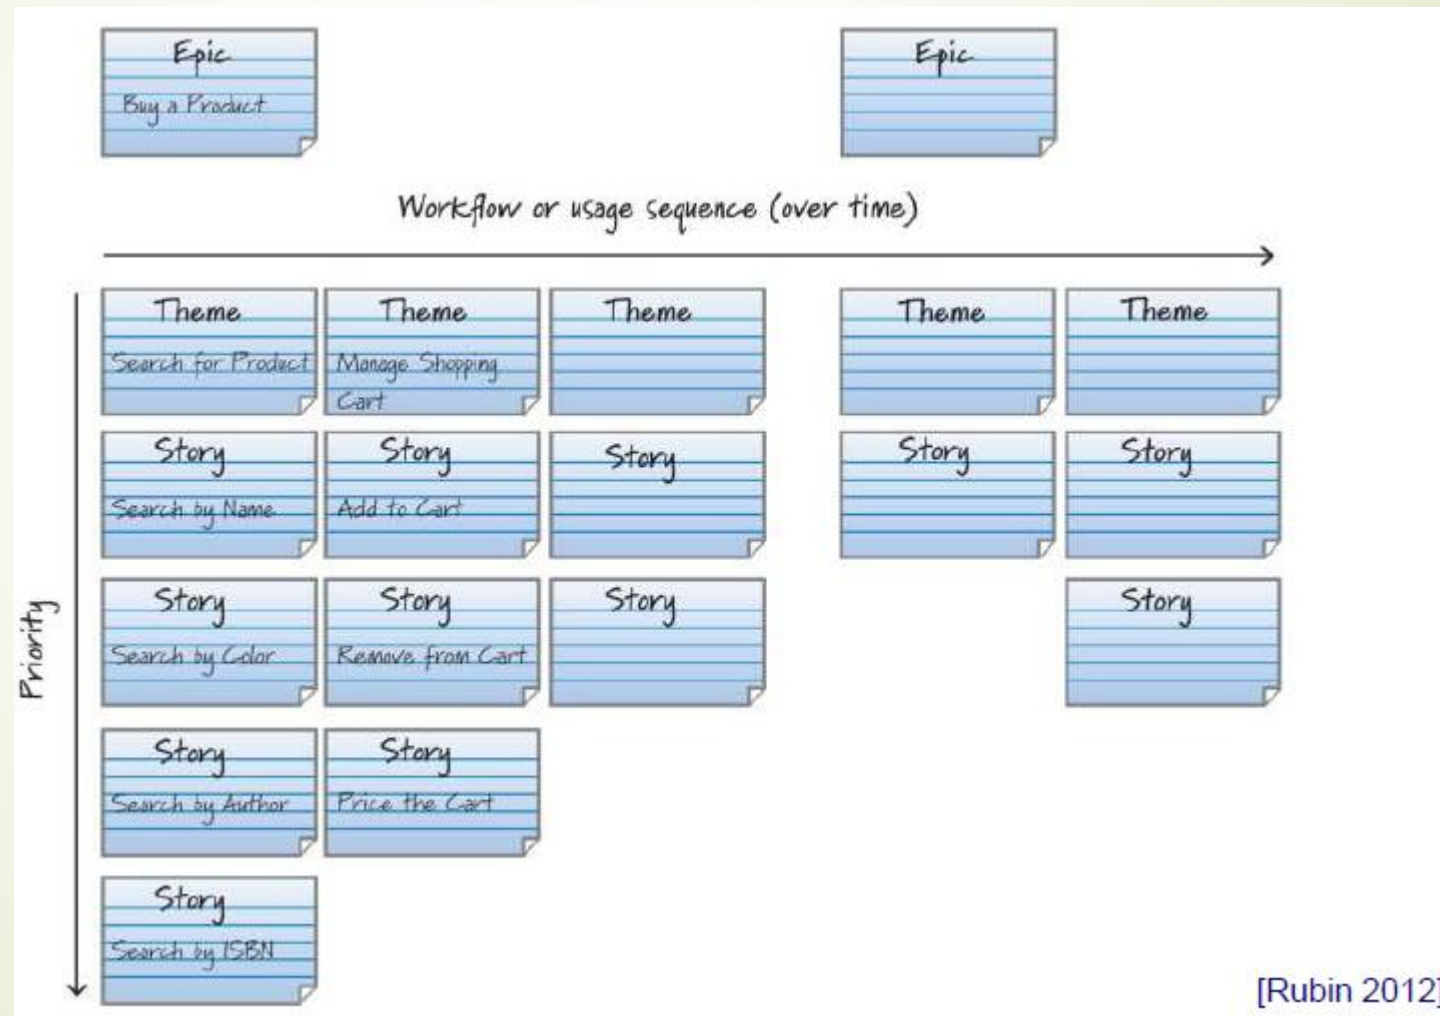 Epic
Buy a Product
Epic
Workflow or usage sequence (over time)
Priority
Theme
Search for Product
Theme
Manage Shopping
Cart
Theme
Theme
Theme
Story
Search by Name
Story
Add to Cart
Story
Story
Story
Story
Search by Color
Story
Remove from Cart
Story
Story
Story
Search by Author
Story
Price the Cart
Story
Search by ISBN
[Rubin 2012]